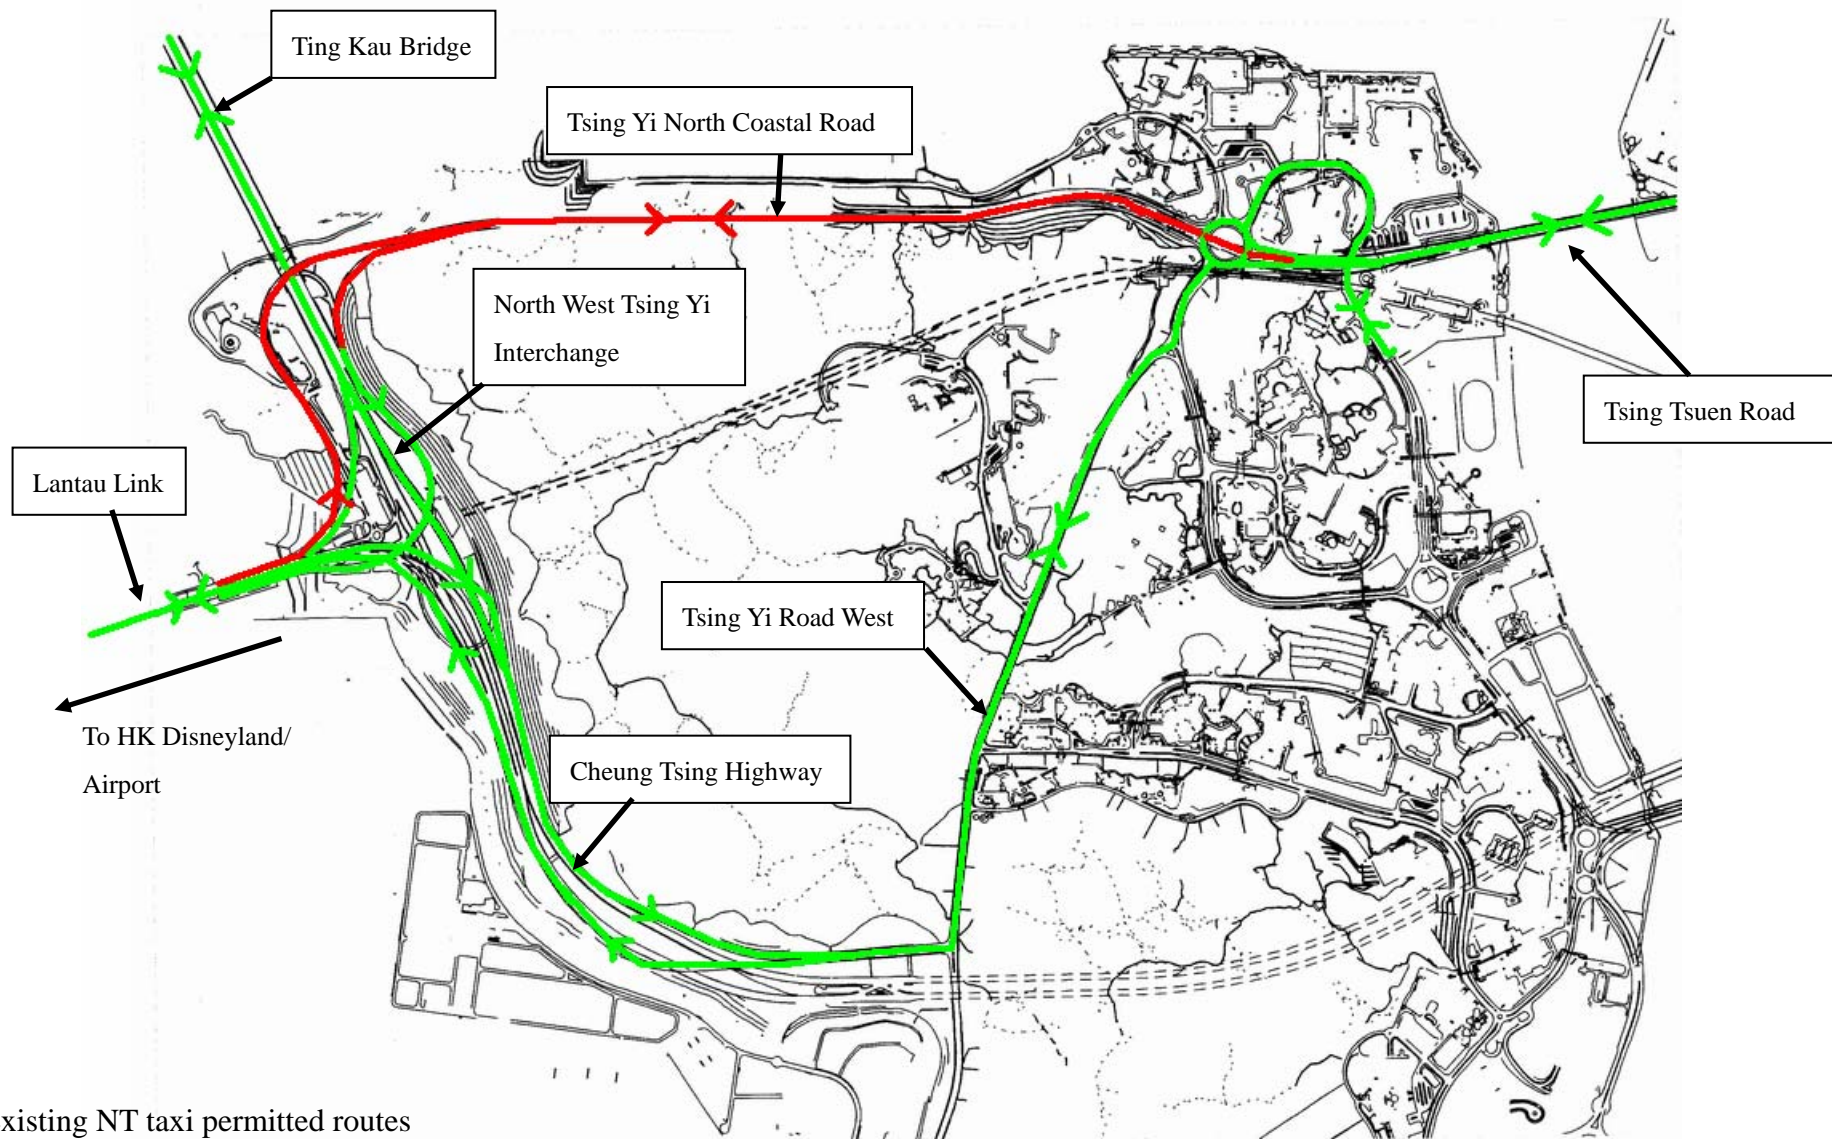 Ting Kau Bridge
Tsing Yi North Coastal Road
North West Tsing Yi
Interchange
Tsing Tsuen Road
Lantau Link
Tsing Yi Road West
To HK Disneyland/
Airport
Cheung Tsing Highway
xisting NT taxi permitted routes